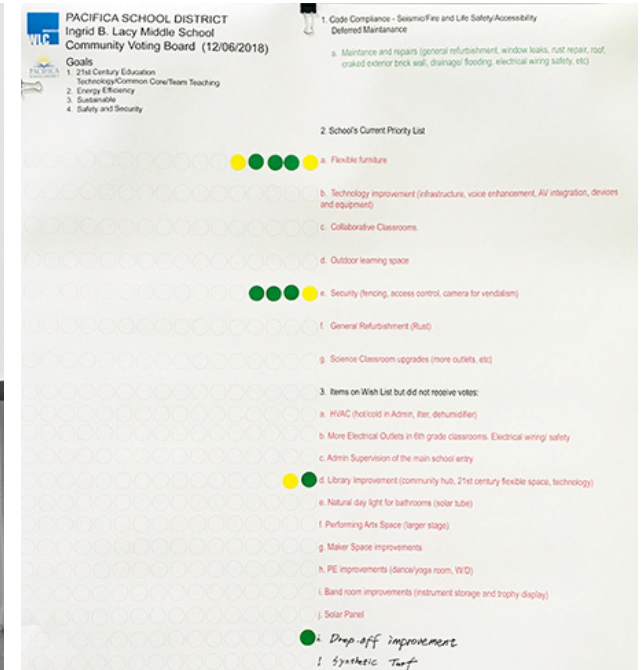 PACIFICA SCHOOL DISTRICT
Ingrid B. Lacy Middle School
Community Voting Board (12/06/2018)
WLC
PACIFICA
Goals
1. 21st Century Education
Technology/Common Core/Team Teaching
2. Energy Efficiency
3. Sustainable
4. Safety and Security
1. Code Compliance - Seismic/Fire and Life Safety/Accessibility
Deferred Maintanance
a. Maintance and repairs (general refurbishment, window leaks, rust repair, roof,
craked exterior brick wall, drainage/ flooding, electrical wiring safety, etc)
2. School's Current Priority List
a. Flexible furniture
b. Technology improvement (infrastructure, voice enhancement, AV integration, devices
and equipment)
c. Collaborative Classrooms
d. Outdoor learning space
e. Security (fencing, access control, camera for vendalism)
f. General Refurbishment (Rust)
g. Science Classroom upgrades (more outlets, etc)
3. Items on Wish List but did not receive votes:
a. HVAC (hot/cold in Admin, ilter, dehumidifier)
b. More Electrical Outlets in 6th grade classrooms. Electrical wiring/ safety
c. Admin Supervision of the main school entry
d. Library Improvement (community hub, 21st century flexible space, technology)
e. Natural day light for bathrooms (solar tube)
f. Performing Arts Space (larger stage)
g. Maker Space improvements
h. PE improvements (dance/yoga room, W/D)
i. Band room improvements (instrument storage and trophy display)
j. Solar Panel
Drop-off improvement
Synthetic Turf